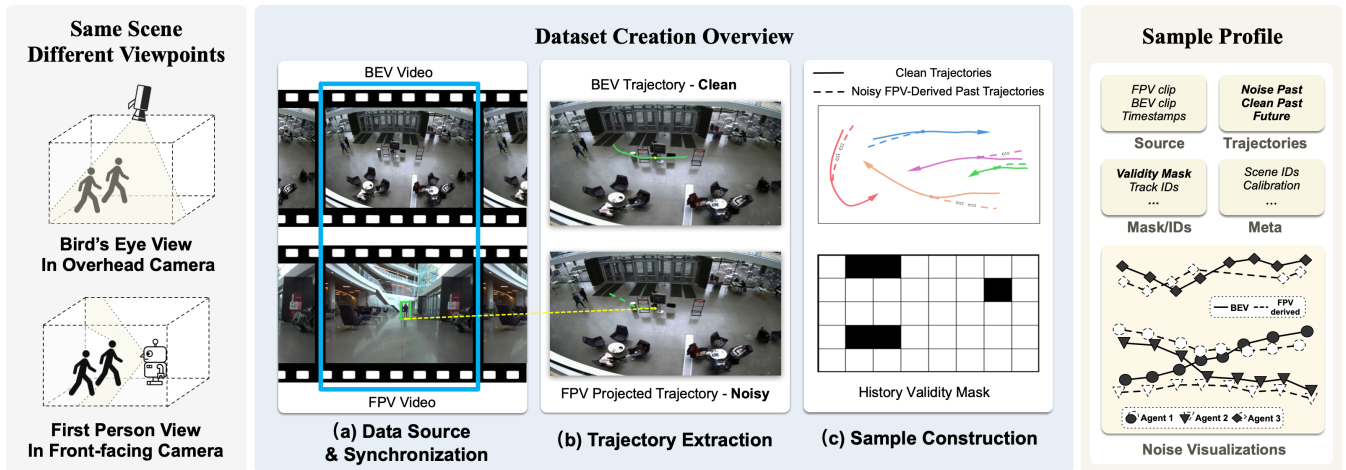 Same Scene
Different Viewpoints
Bird's Eye View
In Overhead Camera
First Person View
In Front-facing Camera
Dataset Creation Overview
BEV Video
FPV Video
(a) Data Source
& Synchronization
BEV Trajectory - Clean
FPV Projected Trajectory - Noisy
(b) Trajectory Extraction
Clean Trajectories
Noisy FPV-Derived Past Trajectories
History Validity Mask
(c) Sample Construction
Sample Profile
FPV clip
BEV clip
Timestamps
Source
Noise Past
Clean Past
Future
Trajectories
Validity Mask
Track IDs
...
Mask/IDs
Scene IDs
Calibration
...
Meta
BEV
FPV
derived
Agent 1
Agent 2
Agent 3
Noise Visualizations